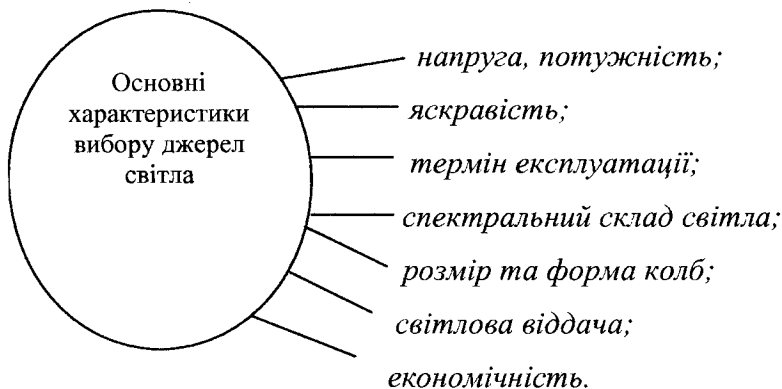 Основні
характеристики
вибору джерел
світла
напруга, потужність;
яскравість;
термін експлуатації;
спектральний склад світла;
розмір та форма колб;
світлова віддача;
економічність.